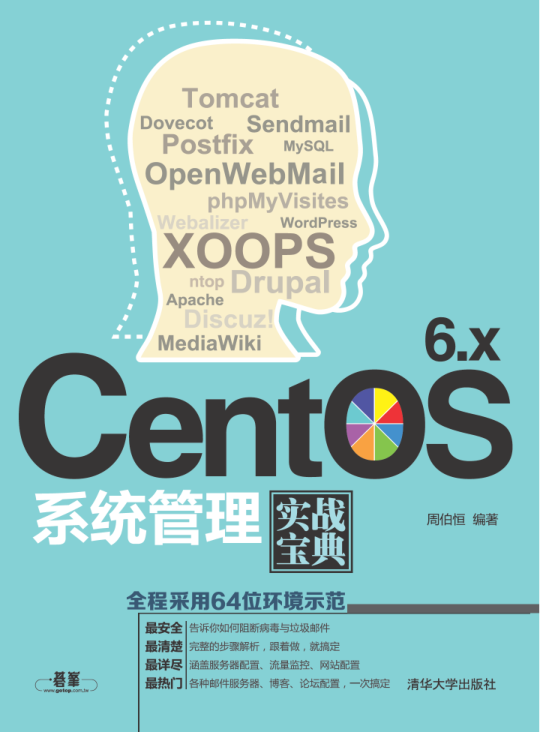 Tomcat
Dovecot Sendmail
Postfix MySQL
OpenWebMail
phpMyVisites
Webalizer WordPress
XOOPS
ntop Drupal
Apache
Discuz!
MediaWiki
6.x
CentOS
系统管理
实战
宝典
周伯恒 编著
全程采用64位环境示范
最安全 告诉你如何阻断病毒与垃圾邮件
最清楚 完整的步骤解析，跟着做，就搞定
最详尽 涵盖服务器配置、流量监控、网站配置
最热门 各种邮件服务器、博客、论坛配置，一次搞定
碁峯
www.gotop.com.tw
清华大学出版社